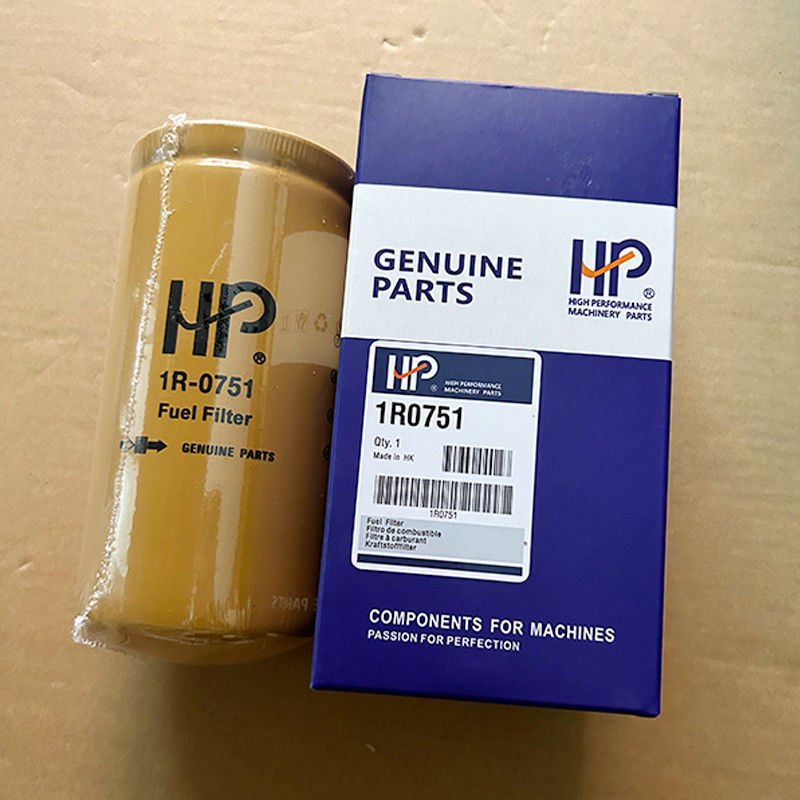 HP®
1R-0751
Fuel Filter
GENUINE PARTS
GENUINE
PARTS
HP®
HIGH PERFORMANCE
MACHINERY PARTS
HP®
HIGH PERFORMANCE
MACHINERY PARTS
1R0751
Qty. 1
Made in HK
1R0751
Fuel Filter
Filtro de combustible
Filtre à carburant
Kraftstofffilter
COMPONENTS FOR MACHINES
PASSION FOR PERFECTION